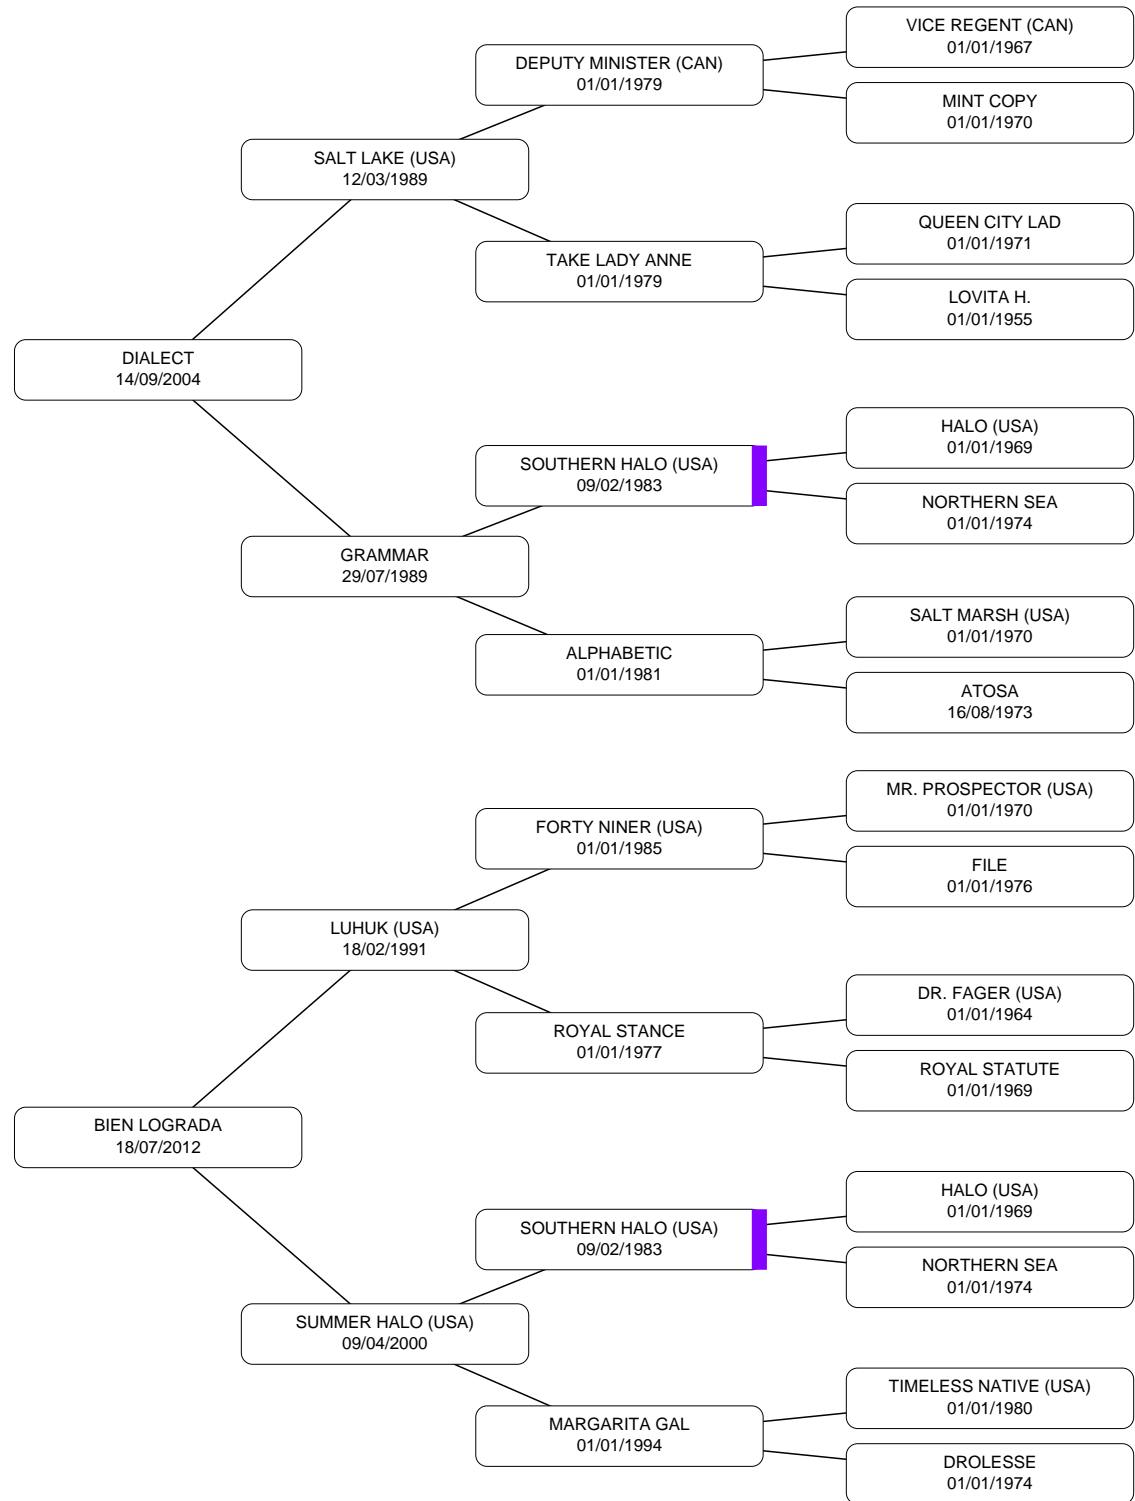 VICE REGENT (CAN)
01/01/1967
DEPUTY MINISTER (CAN)
01/01/1979
MINT COPY
01/01/1970
SALT LAKE (USA)
12/03/1989
QUEEN CITY LAD
01/01/1971
TAKE LADY ANNE
01/01/1979
LOVITA H.
01/01/1955
DIALECT
14/09/2004
HALO (USA)
01/01/1969
SOUTHERN HALO (USA)
09/02/1983
NORTHERN SEA
01/01/1974
GRAMMAR
29/07/1989
SALT MARSH (USA)
01/01/1970
ALPHABETIC
01/01/1981
ATOSA
16/08/1973
MR. PROSPECTOR (USA)
01/01/1970
FORTY NINER (USA)
01/01/1985
FILE
01/01/1976
LUHUK (USA)
18/02/1991
DR. FAGER (USA)
01/01/1964
ROYAL STANCE
01/01/1977
ROYAL STATUTE
01/01/1969
BIEN LOGRADA
18/07/2012
HALO (USA)
01/01/1969
SOUTHERN HALO (USA)
09/02/1983
NORTHERN SEA
01/01/1974
SUMMER HALO (USA)
09/04/2000
TIMELESS NATIVE (USA)
01/01/1980
MARGARITA GAL
01/01/1994
DROLESSE
01/01/1974